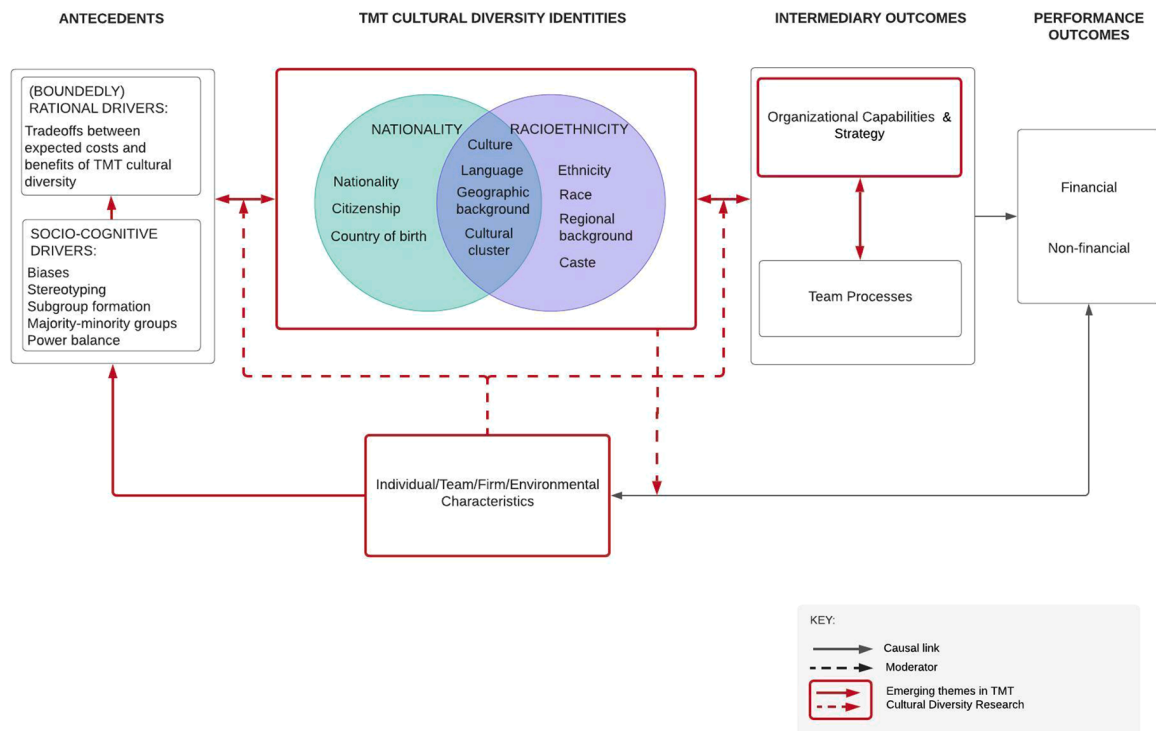 ANTECEDENTS
TMT CULTURAL DIVERSITY IDENTITIES
INTERMEDIARY OUTCOMES
PERFORMANCE
OUTCOMES
(BOUNDEDLY)
RATIONAL DRIVERS:
Tradeoffs between
expected costs and
benefits of TMT cultural
diversity
SOCIO-COGNITIVE
DRIVERS:
Biases
Stereotyping
Subgroup formation
Majority-minority groups
Power balance
NATIONALITY
Nationality
Citizenship
Country of birth
Culture
Language
Geographic
background
Cultural
cluster
RACIOETHNICITY
Ethnicity
Race
Regional
background
Caste
Organizational Capabilities &
Strategy
Team Processes
Financial
Non-financial
Individual/Team/Firm/Environmental
Characteristics
KEY:
Causal link
Moderator
Emerging themes in TMT
Cultural Diversity Research